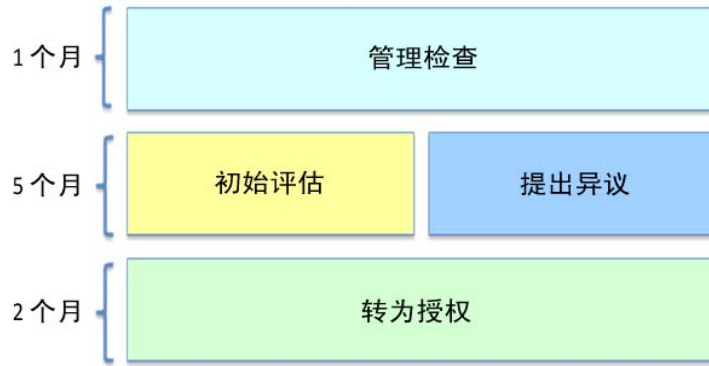 1 个月
管理检查
5 个月
初始评估
提出异议
2 个月
转为授权